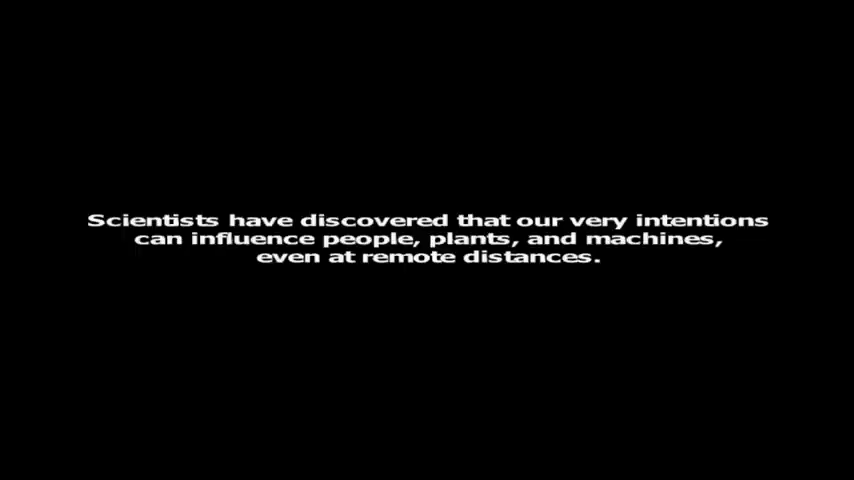 Scientists have discovered that our very intentions
can influence people, plants, and machines,
even at remote distances.